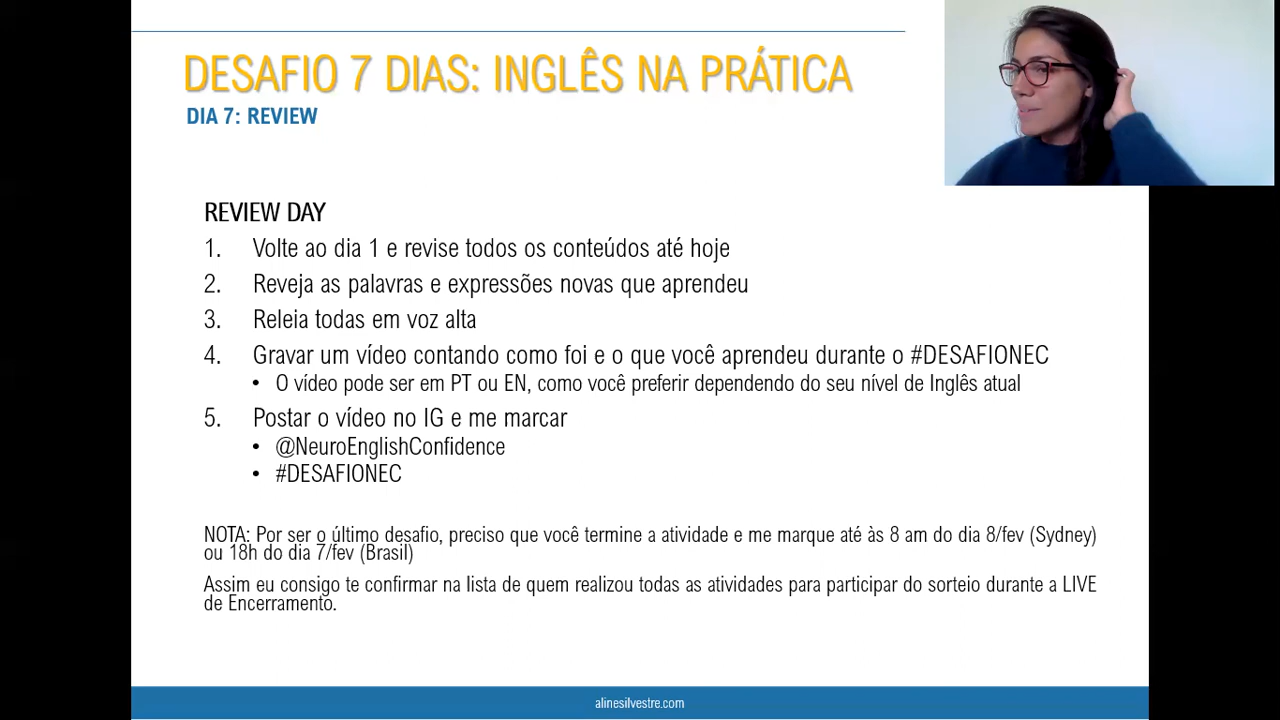 DESAFIO 7 DIAS: INGLÊS NA PRÁTICA
DIA 7: REVIEW
REVIEW DAY
1. Volte ao dia 1 e revise todos os conteúdos até hoje
2. Reveja as palavras e expressões novas que aprendeu
3. Releia todas em voz alta
4. Gravar um vídeo contando como foi e o que você aprendeu durante o #DESAFIONEC
• O vídeo pode ser em PT ou EN, como você preferir dependendo do seu nível de Inglês atual
5. Postar o vídeo no IG e me marcar
• @NeuroEnglishConfidence
• #DESAFIONEC
NOTA: Por ser o último desafio, preciso que você termine a atividade e me marque até às 8 am do dia 8/fev (Sydney)
ou 18h do dia 7/fev (Brasil)
Assim eu consigo te confirmar na lista de quem realizou todas as atividades para participar do sorteio durante a LIVE
de Encerramento.
alinesilvestre.com